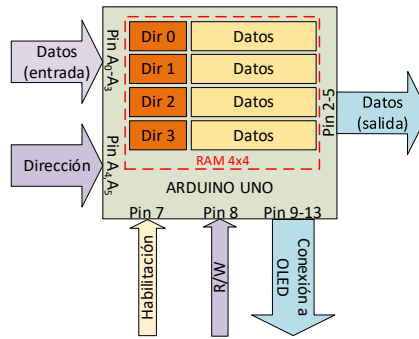 Datos
(entrada)
Pin A0-A3
Dir 0
Datos
Dir 1
Datos
Dir 2
Datos
Dir 3
Datos
RAM 4x4
Pin 2-5
Datos
(salida)
Dirección
Pin A4,A5
ARDUINO UNO
Pin 7
Pin 8
Pin 9-13
Habilitación
R/W
Conexión a
OLED